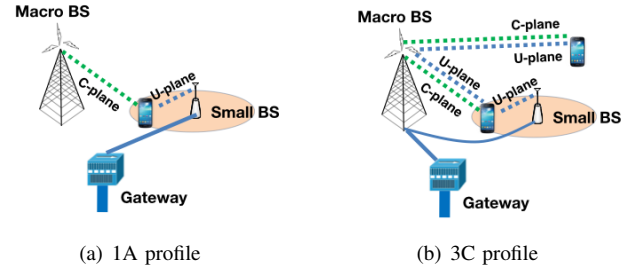 Macro BS
C-plane
U-plane
Small BS
Gateway
(a) 1A profile
Macro BS
C-plane
U-plane
U-plane
C-plane
U-plane
Small BS
Gateway
(b) 3C profile